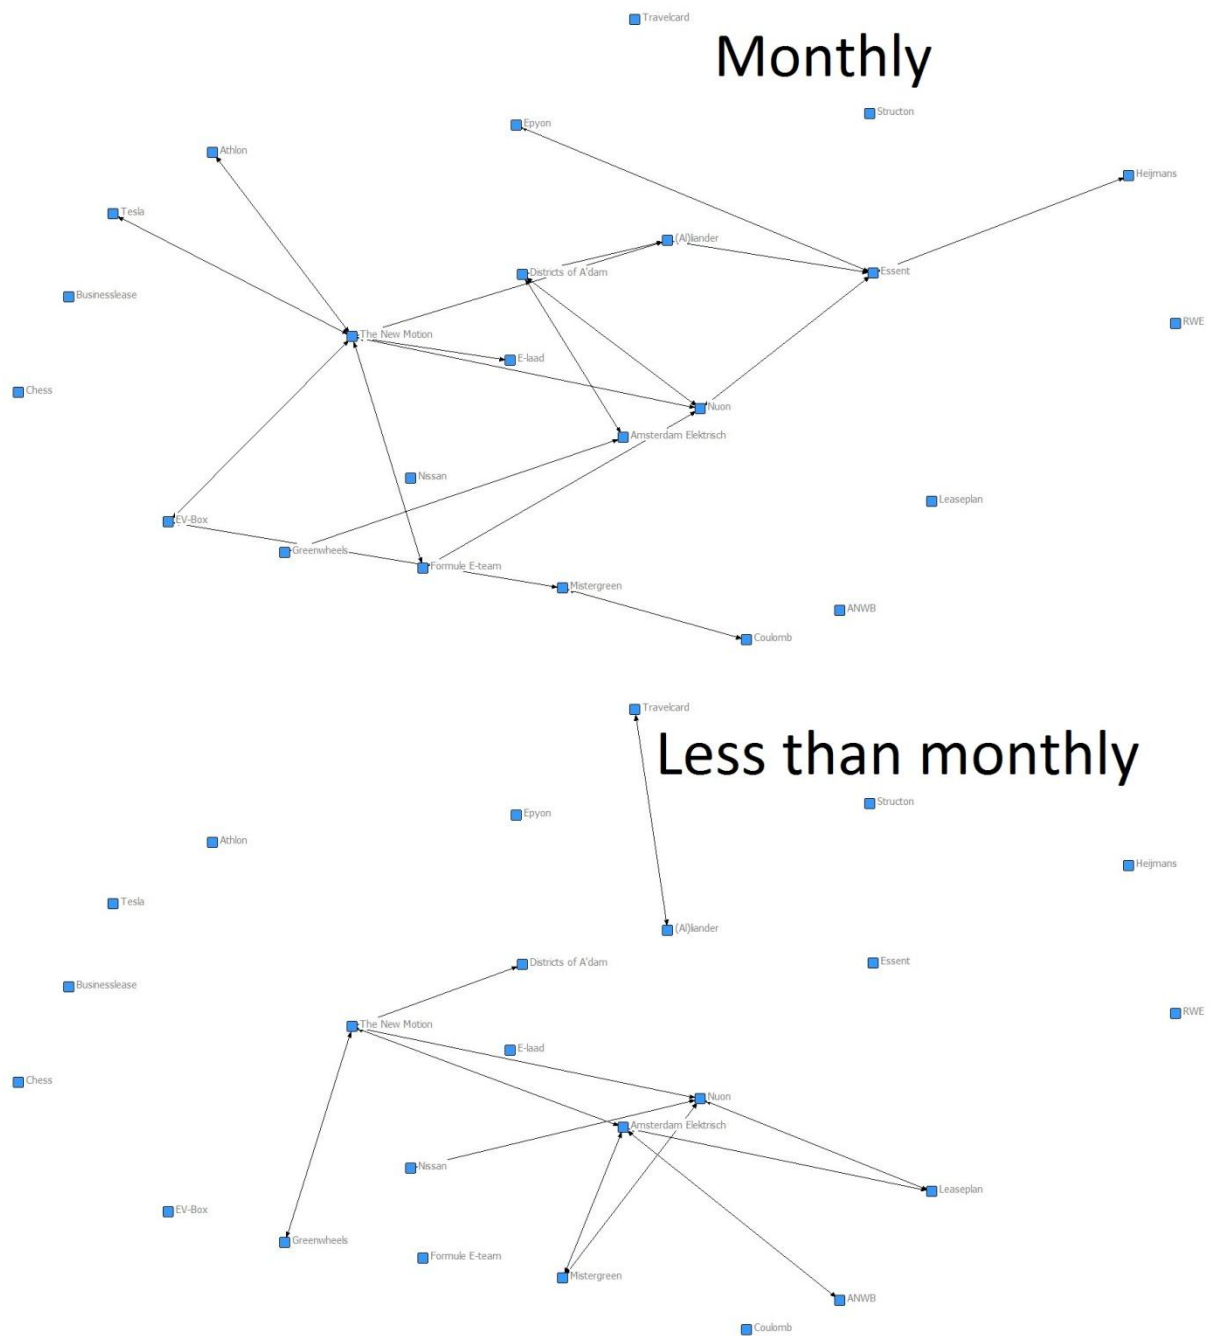 Travelcard
Monthly
Structon
Epyon
Athlon
Heijmans
Tesla
(Al)liander
Districts of A'dam
Essent
Businesslease
RWE
The New Motion
E-laad
Chess
Nuon
Amsterdam Elektrisch
Nissan
Leaseplan
EV-Box
Greenwheels
Formule E-team
Mistergreen
ANWB
Coulomb
Travelcard
Less than monthly
Structon
Epyon
Athlon
Heijmans
Tesla
(Al)liander
Districts of A'dam
Essent
Businesslease
RWE
The New Motion
E-laad
Chess
Nuon
Amsterdam Elektrisch
Nissan
Leaseplan
EV-Box
Greenwheels
Formule E-team
Mistergreen
ANWB
Coulomb